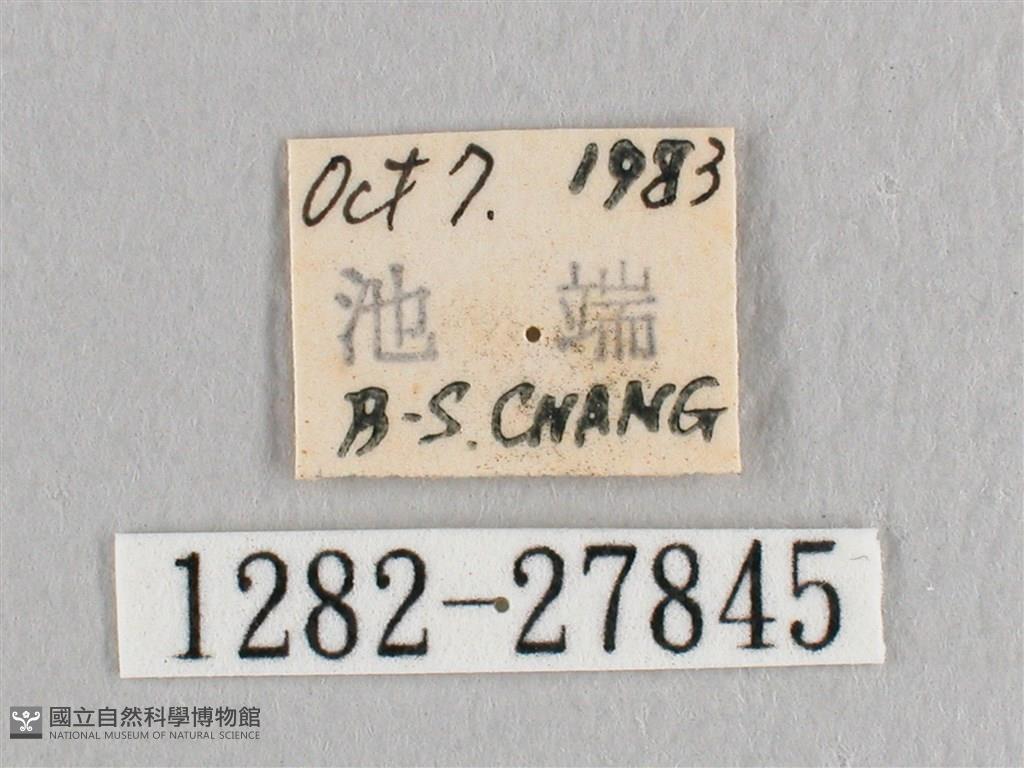 Oct 7. 1983
池 端
B-S. CHANG
1282-27845
國立自然科學博物館
NATIONAL MUSEUM OF NATURAL SCIENCE